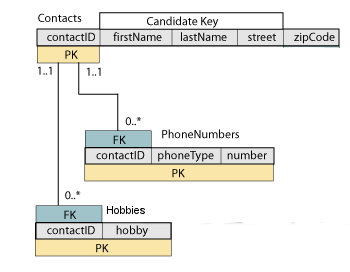 Contacts
Candidate Key
contactID firstName lastName street zipCode
PK
1..1 1..1
0..*
PhoneNumbers
FK
contactID phoneType number
PK
0..*
Hobbies
FK
contactID hobby
PK